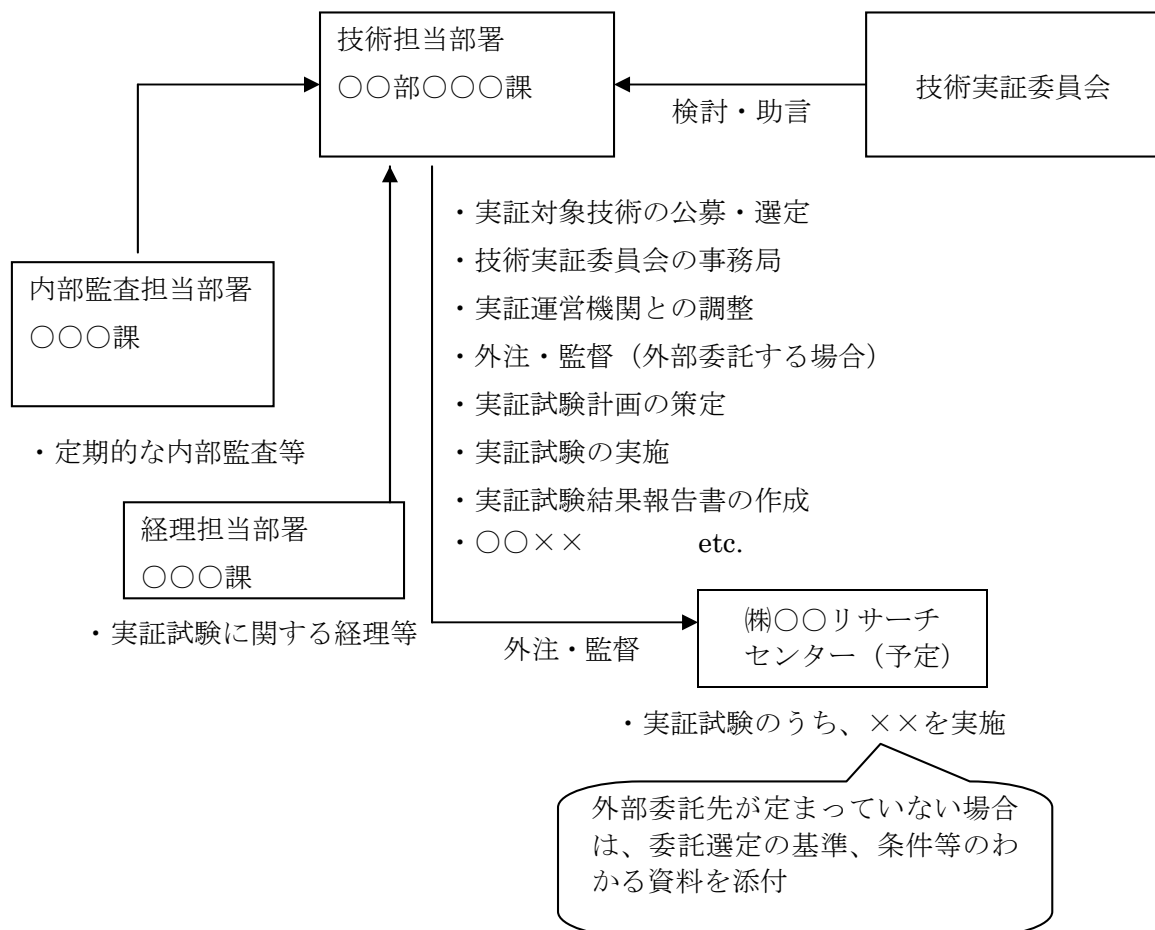 技術担当部署
○○部○○○課
検討・助言
技術実証委員会
・実証対象技術の公募・選定
・技術実証委員会の事務局
・実証運営機関との調整
・外注・監督（外部委託する場合）
・実証試験計画の策定
・実証試験の実施
・実証試験結果報告書の作成
・○○×× etc.
内部監査担当部署
○○○課
・定期的な内部監査等
経理担当部署
○○○課
・実証試験に関する経理等
外注・監督
㈱○○リサーチ
センター（予定）
・実証試験のうち、××を実施
外部委託先が定まっていない場合
は、委託選定の基準、条件等のわ
かる資料を添付